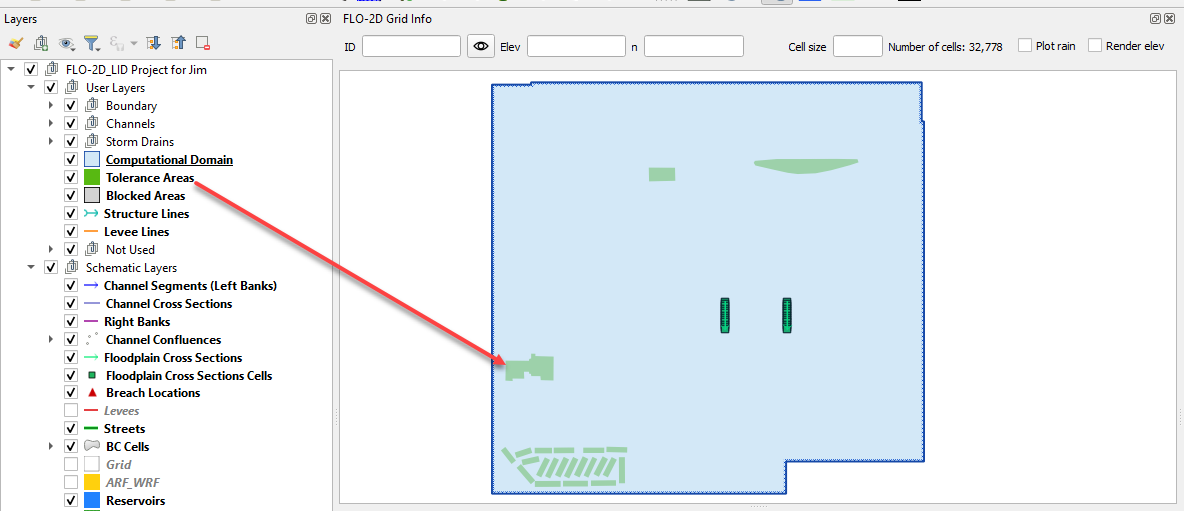 Layers
FLO-2D Grid Info
ID
Elev
n
Cell size
Number of cells: 32,778
Plot rain
Render elev
FLO-2D_LID Project for Jim
User Layers
Boundary
Channels
Storm Drains
Computational Domain
Tolerance Areas
Blocked Areas
Structure Lines
Levee Lines
Not Used
Schematic Layers
Channel Segments (Left Banks)
Channel Cross Sections
Right Banks
Channel Confluences
Floodplain Cross Sections
Floodplain Cross Sections Cells
Breach Locations
Levees
Streets
BC Cells
Grid
ARF_WRF
Reservoirs